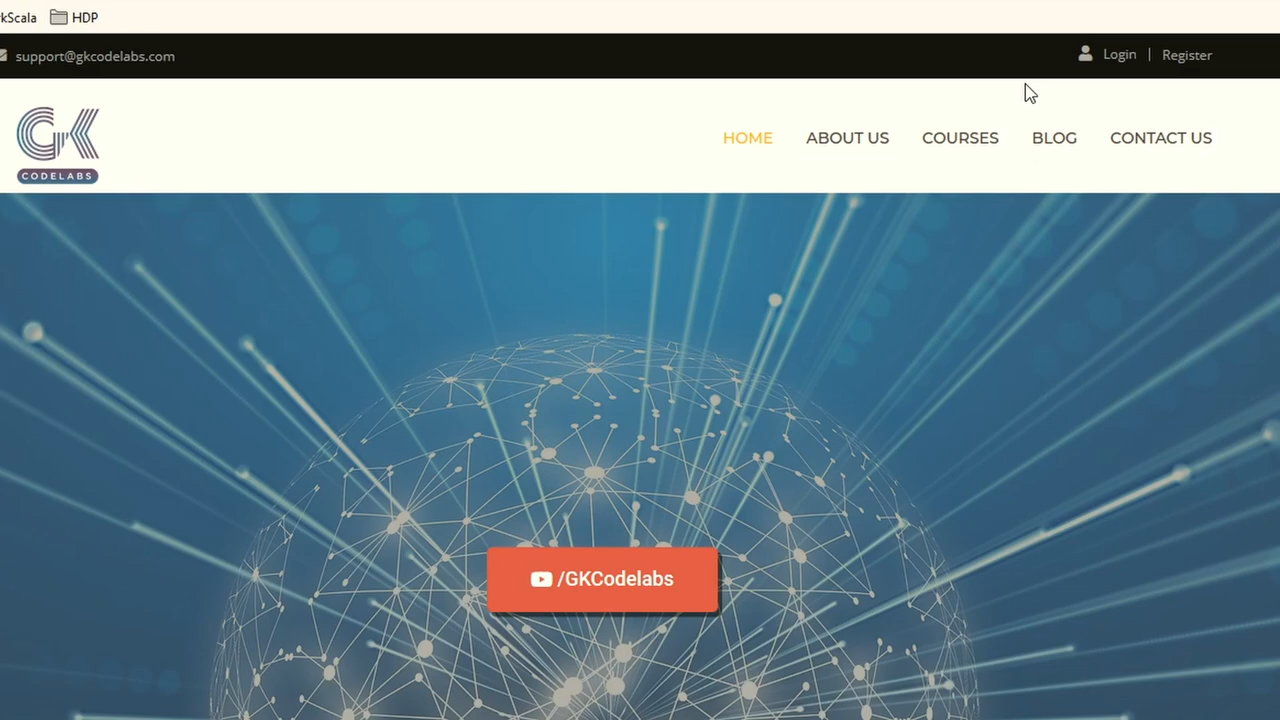 kScala HDP
support@gkcodelabs.com Login | Register
GK
CODELABS
HOME ABOUT US COURSES BLOG CONTACT US
/GKCodelabs